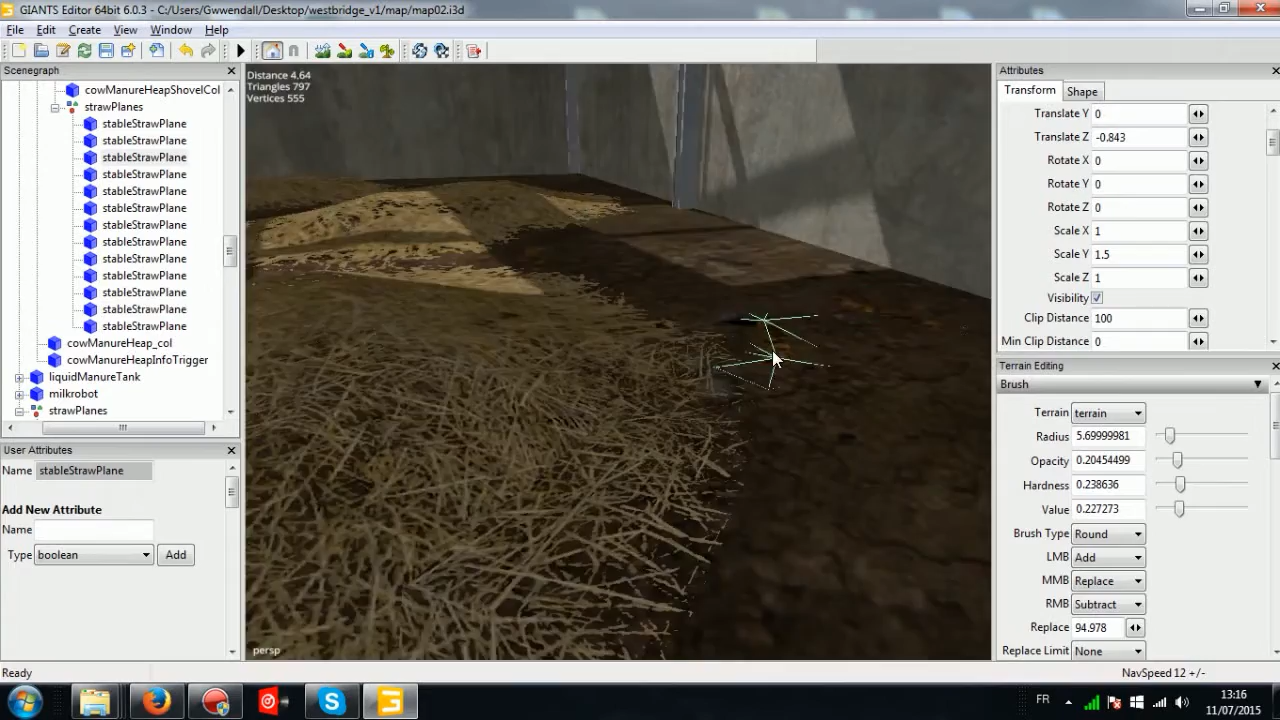 GIANTS Editor 64bit 6.0.3 - C:/Users/Gwwendall/Desktop/westbridge_v1/map/map02.i3d
File Edit Create View Window Help
Scenegraph
cowManureHeapShovelCol
strawPlanes
stableStrawPlane
stableStrawPlane
stableStrawPlane
stableStrawPlane
stableStrawPlane
stableStrawPlane
stableStrawPlane
stableStrawPlane
stableStrawPlane
stableStrawPlane
stableStrawPlane
stableStrawPlane
stableStrawPlane
cowManureHeap_col
cowManureHeapInfoTrigger
liquidManureTank
milkrobot
strawPlanes
User Attributes
Name stableStrawPlane
Add New Attribute
Name
Type boolean Add
Distance 4.64
Triangles 797
Vertices 555
persp
Attributes
Transform Shape
Translate Y 0
Translate Z -0.843
Rotate X 0
Rotate Y 0
Rotate Z 0
Scale X 1
Scale Y 1.5
Scale Z 1
Visibility
Clip Distance 100
Min Clip Distance 0
Terrain Editing
Brush
Terrain terrain
Radius 5.69999981
Opacity 0.20454499
Hardness 0.238636
Value 0.227273
Brush Type Round
LMB Add
MMB Replace
RMB Subtract
Replace 94.978
Replace Limit None
Ready
NavSpeed 12 +/-
FR
13:16
11/07/2015